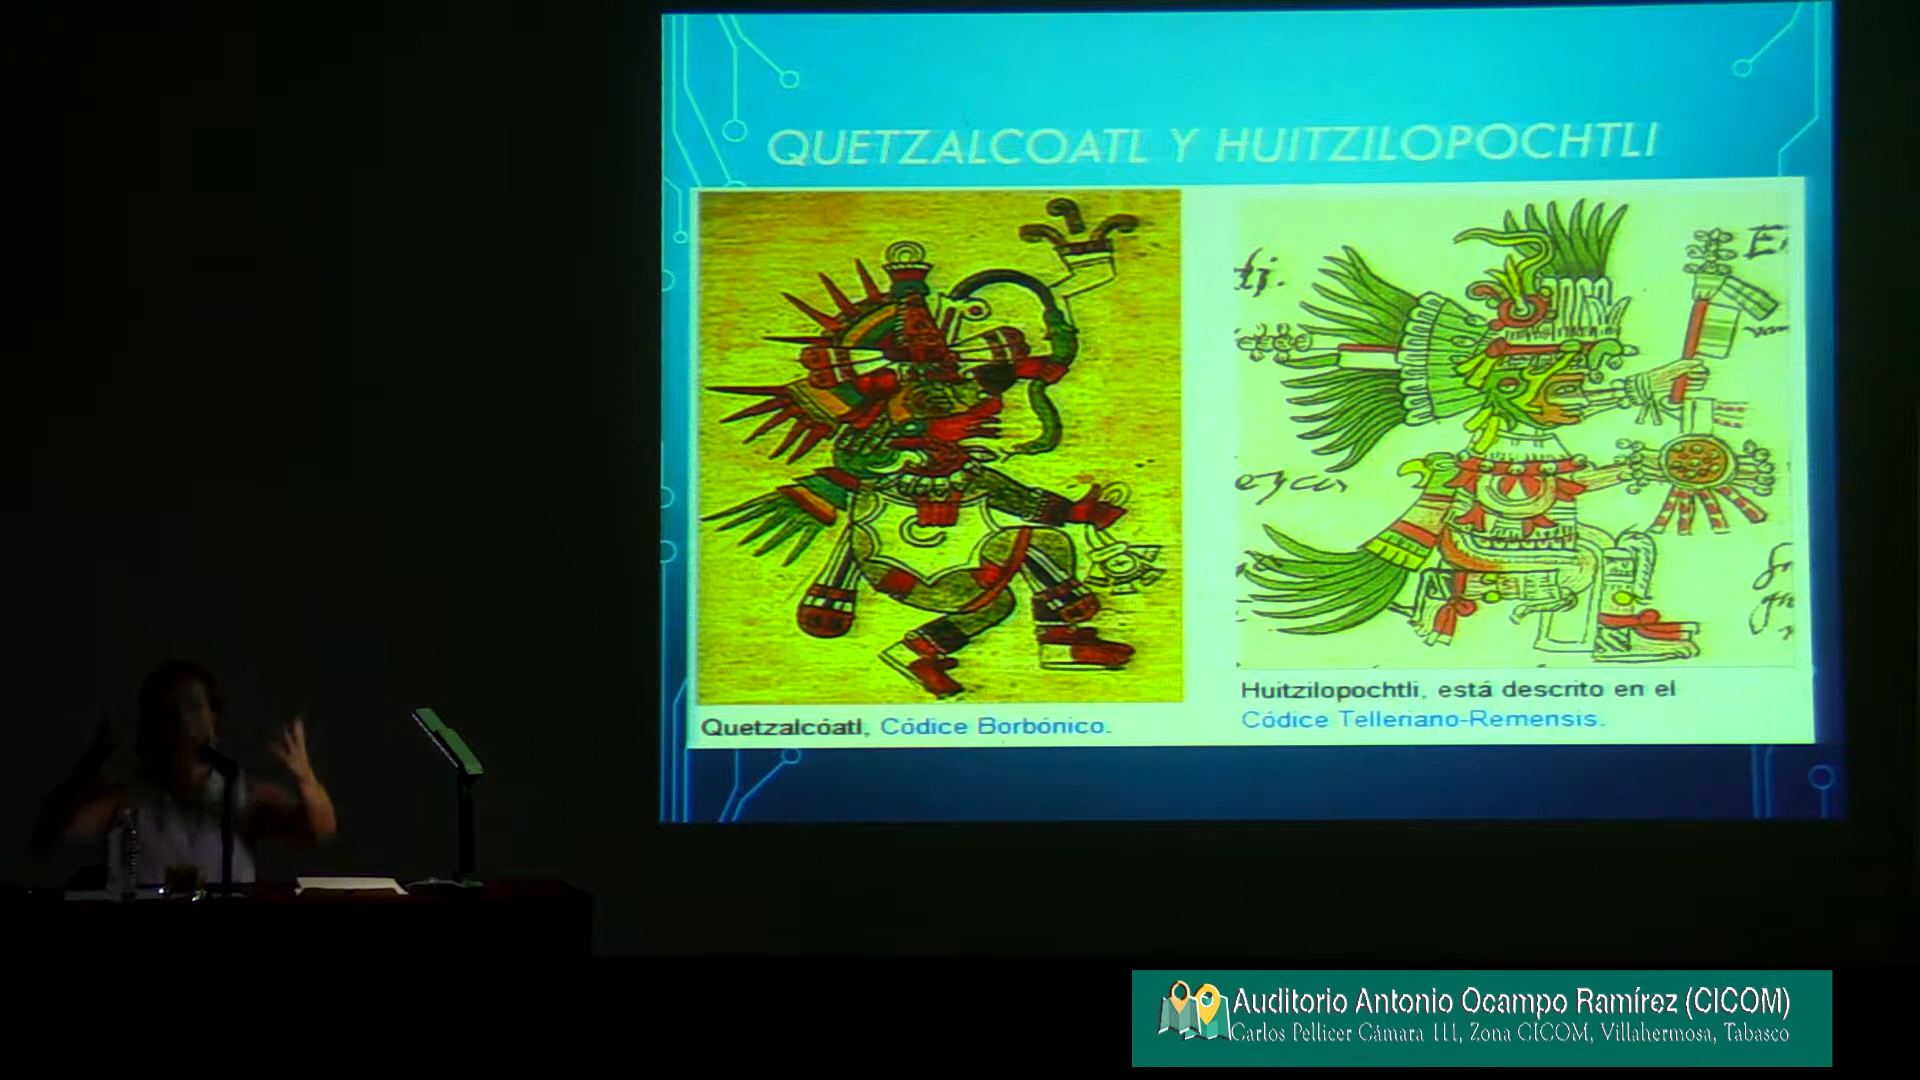 QUETZALCOATL Y HUITZILOPOCHTLI
Quetzalcóatl, Códice Borbónico.
Huitzilopochtli, está descrito en el
Códice Telleriano-Remensis.
Auditorio Antonio Ocampo Ramírez (CICOM)
Carlos Pellicer Cámara 111, Zona CICOM, Villahermosa, Tabasco